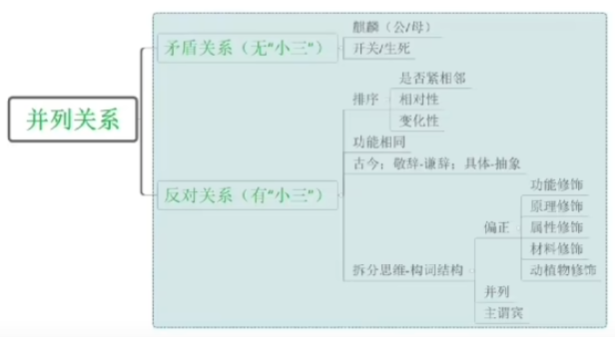 并列关系
矛盾关系（无“小三”）
麒麟（公/母）
开关/生死
反对关系（有“小三”）
排序
是否紧相邻
相对性
变化性
功能相同
古今；敬辞-谦辞；具体-抽象
拆分思维-构词结构
偏正
功能修饰
原理修饰
属性修饰
材料修饰
动植物修饰
并列
主谓宾